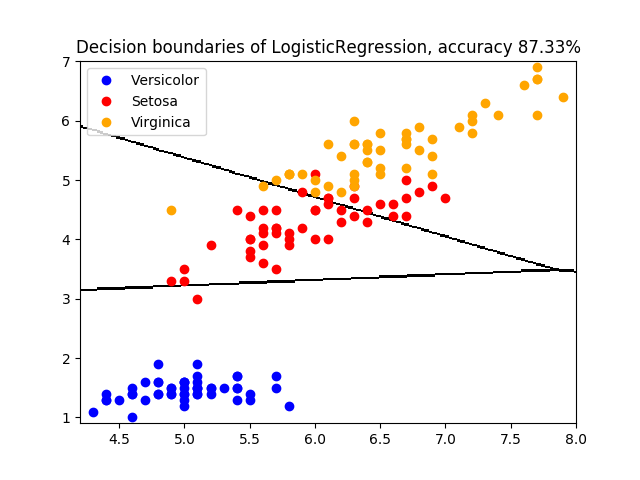 Decision boundaries of LogisticRegression, accuracy 87.33%
Versicolor
Setosa
Virginica
7
6
5
4
3
2
1
4.5 5.0 5.5 6.0 6.5 7.0 7.5 8.0